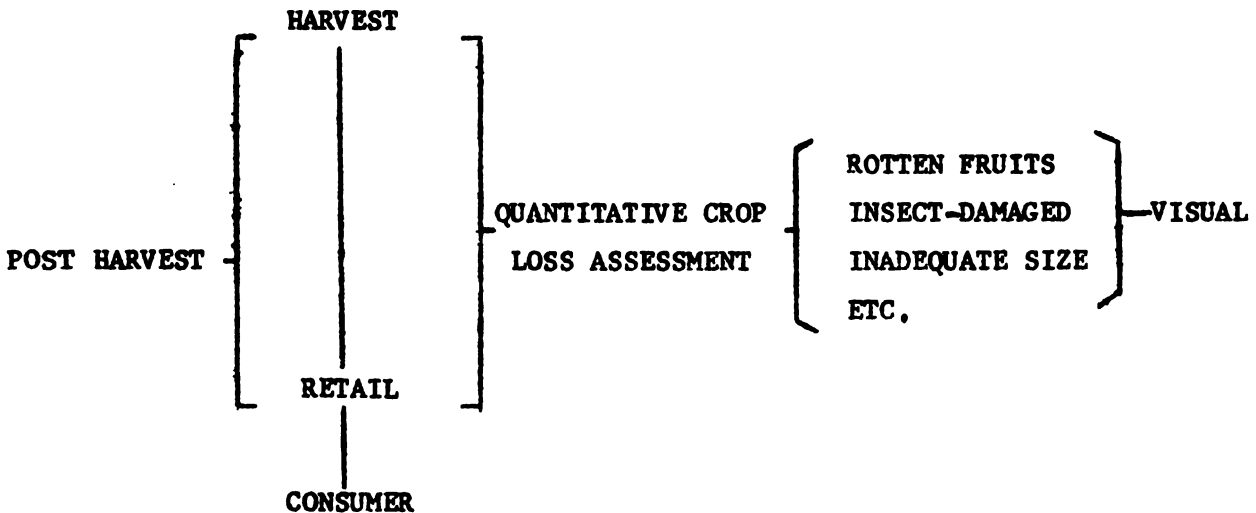 HARVEST
POST HARVEST
RETAIL
CONSUMER
QUANTITATIVE CROP
LOSS ASSESSMENT
ROTTEN FRUITS
INSECT-DAMAGED
INADEQUATE SIZE
ETC.
VISUAL